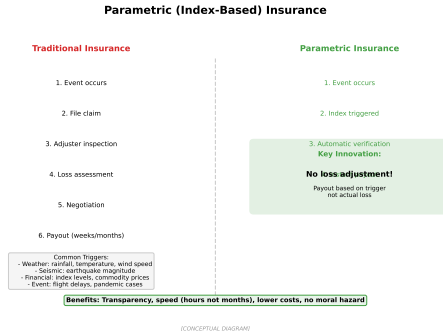 Parametric (Index-Based) Insurance
Traditional Insurance
1. Event occurs
2. File claim
3. Adjuster inspection
4. Loss assessment
5. Negotiation
6. Payout (weeks/months)
Common Triggers:
- Weather: rainfall, temperature, wind speed
- Seismic: earthquake magnitude
- Financial: index levels, commodity prices
- Event: flight delays, pandemic cases
Parametric Insurance
1. Event occurs
2. Index triggered
3. Automatic verification
Key Innovation:
No loss adjustment!
Payout based on trigger
not actual loss
Benefits: Transparency, speed (hours not months), lower costs, no moral hazard
[CONCEPTUAL DIAGRAM]